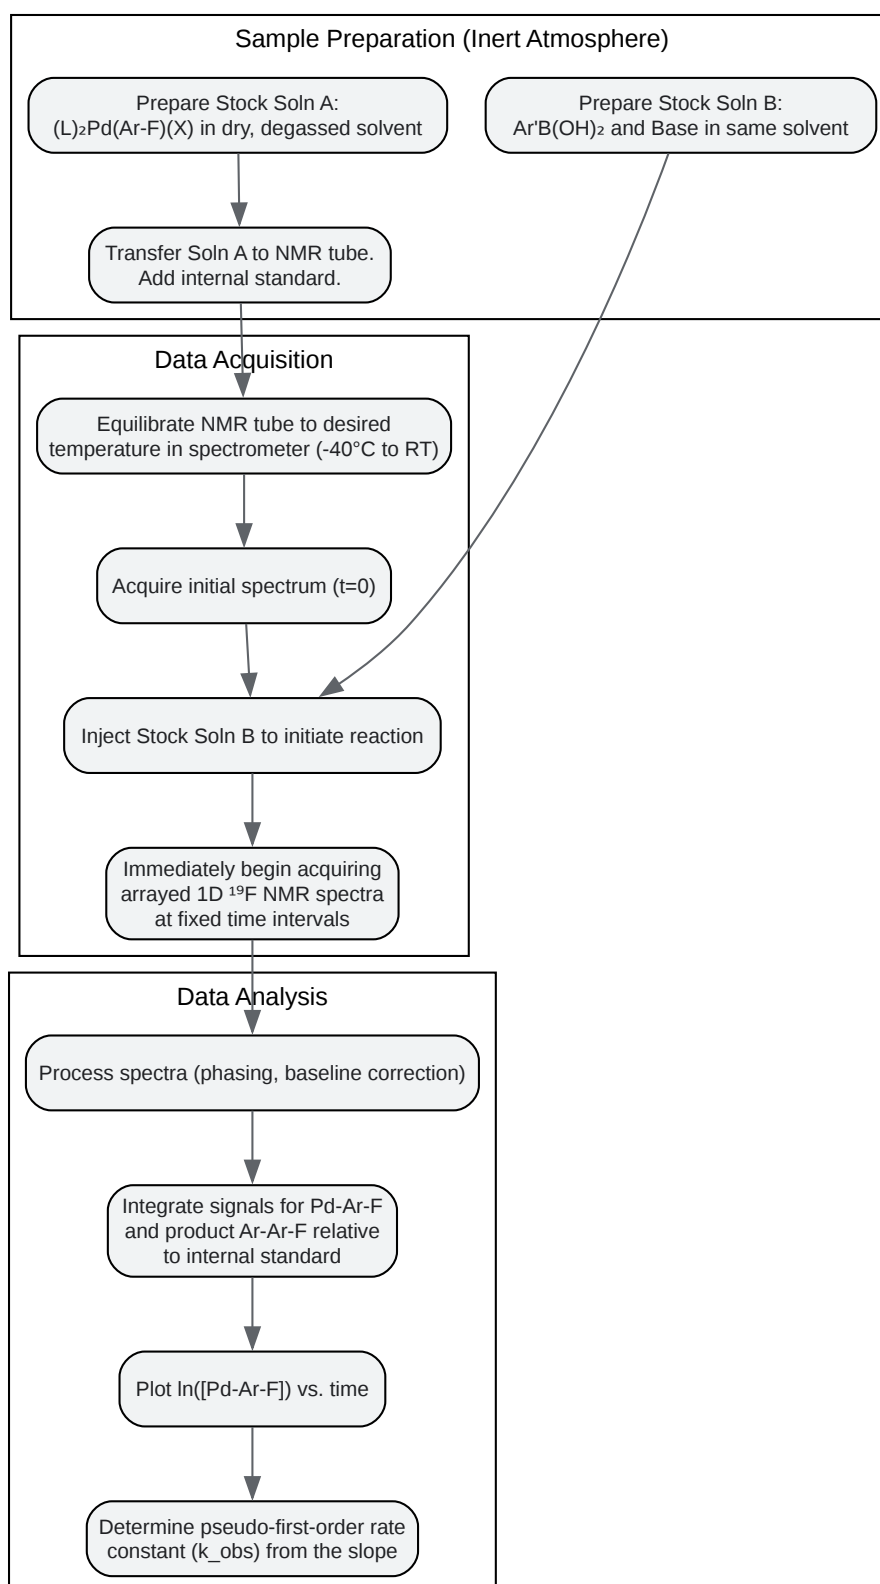 Sample Preparation (Inert Atmosphere)
Prepare Stock Soln A:
(L)₂Pd(Ar-F)(X) in dry, degassed solvent
Prepare Stock Soln B:
Ar'B(OH)₂ and Base in same solvent
Transfer Soln A to NMR tube.
Add internal standard.
Data Acquisition
Equilibrate NMR tube to desired
temperature in spectrometer (-40°C to RT)
Acquire initial spectrum (t=0)
Inject Stock Soln B to initiate reaction
Immediately begin acquiring
arrayed 1D ¹⁹F NMR spectra
at fixed time intervals
Data Analysis
Process spectra (phasing, baseline correction)
Integrate signals for Pd-Ar-F
and product Ar-Ar-F relative
to internal standard
Plot ln([Pd-Ar-F]) vs. time
Determine pseudo-first-order rate
constant (k_obs) from the slope